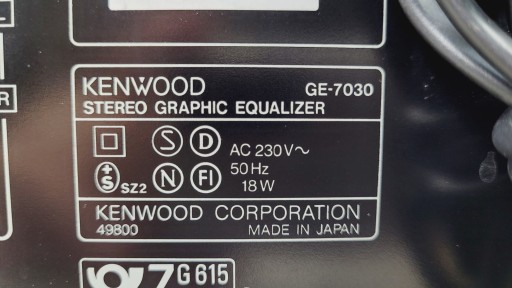 KENWOOD GE-7030
STEREO GRAPHIC EQUALIZER
S D AC 230V~
50Hz
S SZ2 N FI 18W
KENWOOD CORPORATION
49800 MADE IN JAPAN
Z G 615
R